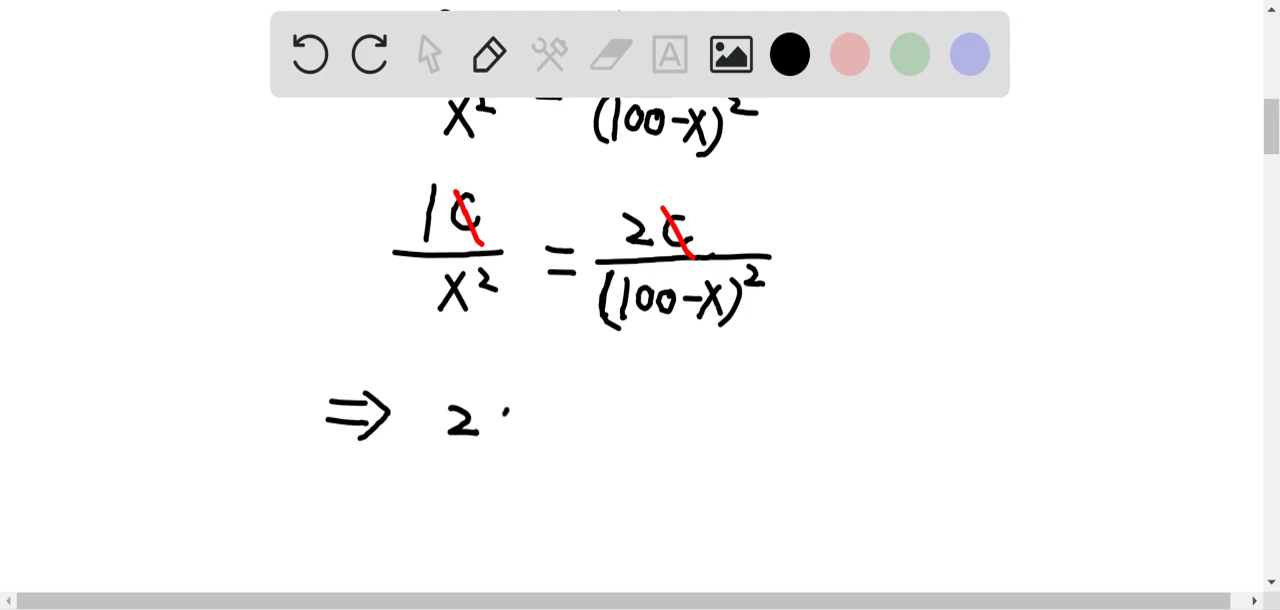 A
x² = / (100-x)²
1C / x² = 2C / (100-x)²
⇒ 2 ·